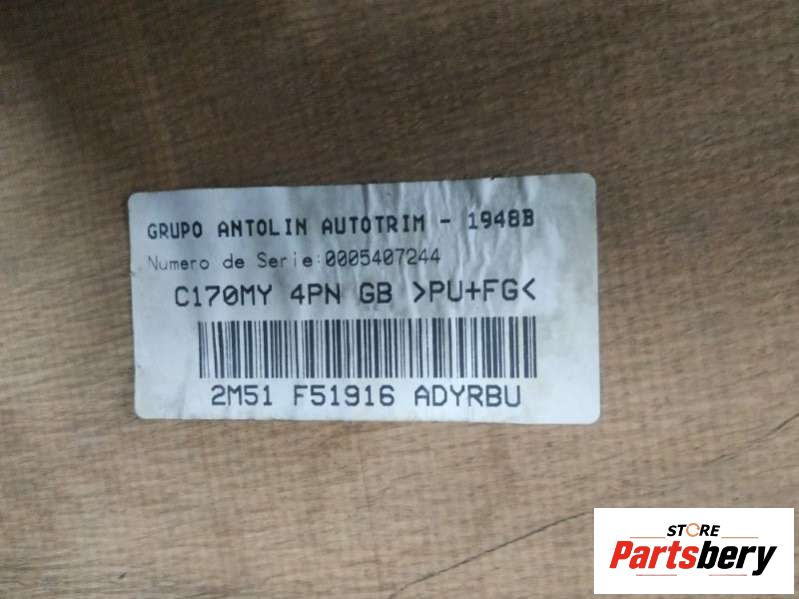 GRUPO ANTOLIN AUTOTRIM - 1948B
Numero de Serie:0005407244
C170MY 4PN GB >PU+FG<
2M51 F51916 ADYRBU
STORE
Partsbery